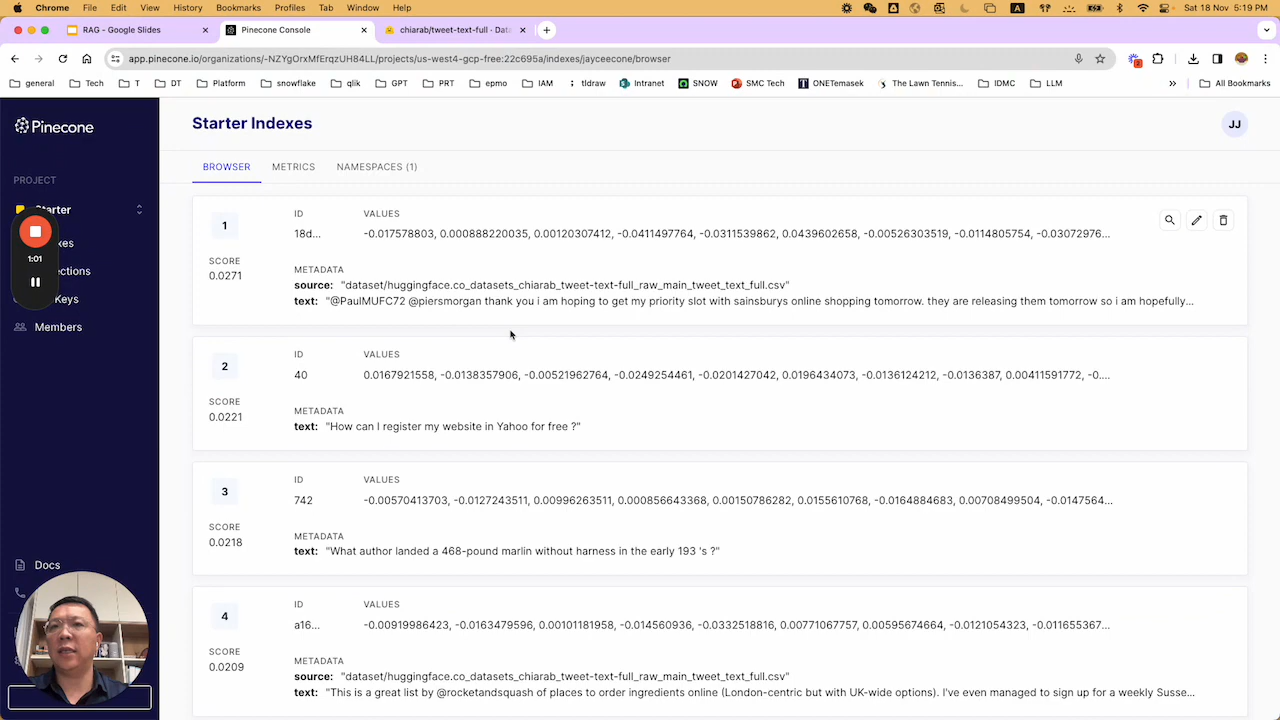 Chrome File Edit View History Bookmarks Profiles Tab Window Help A Sat 18 Nov 5:19 PM
RAG - Google Slides Pinecone Console chiarab/tweet-text-full · Data
app.pinecone.io/organizations/-NZYgOrxMfErqzUH84LL/projects/us-west4-gcp-free:22c695a/indexes/jayceecone/browser 2
general Tech T DT Platform snowflake qlik GPT PRT epmo IAM tldraw Intranet SNOW SMC Tech ONETemasek The Lawn Tennis... IDMC LLM » All Bookmarks
Pinecone
Starter Indexes
JJ
BROWSER METRICS NAMESPACES (1)
PROJECT
Starter
1:01
Members
Docs
1
ID VALUES
18d... -0.017578803, 0.000888220035, 0.00120307412, -0.0411497764, -0.0311539862, 0.0439602658, -0.00526303519, -0.0114805754, -0.03072976...
SCORE
0.0271
METADATA
source: "dataset/huggingface.co_datasets_chiarab_tweet-text-full_raw_main_tweet_text_full.csv"
text: "@PaulMUFC72 @piersmorgan thank you i am hoping to get my priority slot with sainsburys online shopping tomorrow. they are releasing them tomorrow so i am hopefully...
2
ID VALUES
40 0.0167921558, -0.0138357906, -0.00521962764, -0.0249254461, -0.0201427042, 0.0196434073, -0.0136124212, -0.0136387, 0.00411591772, -0....
SCORE
0.0221
METADATA
text: "How can I register my website in Yahoo for free ?"
3
ID VALUES
742 -0.00570413703, -0.0127243511, 0.00996263511, 0.000856643368, 0.00150786282, 0.0155610768, -0.0164884683, 0.00708499504, -0.0147564...
SCORE
0.0218
METADATA
text: "What author landed a 468-pound marlin without harness in the early 193 's ?"
4
ID VALUES
a16... -0.00919986423, -0.0163479596, 0.00101181958, -0.014560936, -0.0332518816, 0.00771067757, 0.00595674664, -0.0121054323, -0.011655367...
SCORE
0.0209
METADATA
source: "dataset/huggingface.co_datasets_chiarab_tweet-text-full_raw_main_tweet_text_full.csv"
text: "This is a great list by @rocketandsquash of places to order ingredients online (London-centric but with UK-wide options). I've even managed to sign up for a weekly Susse...